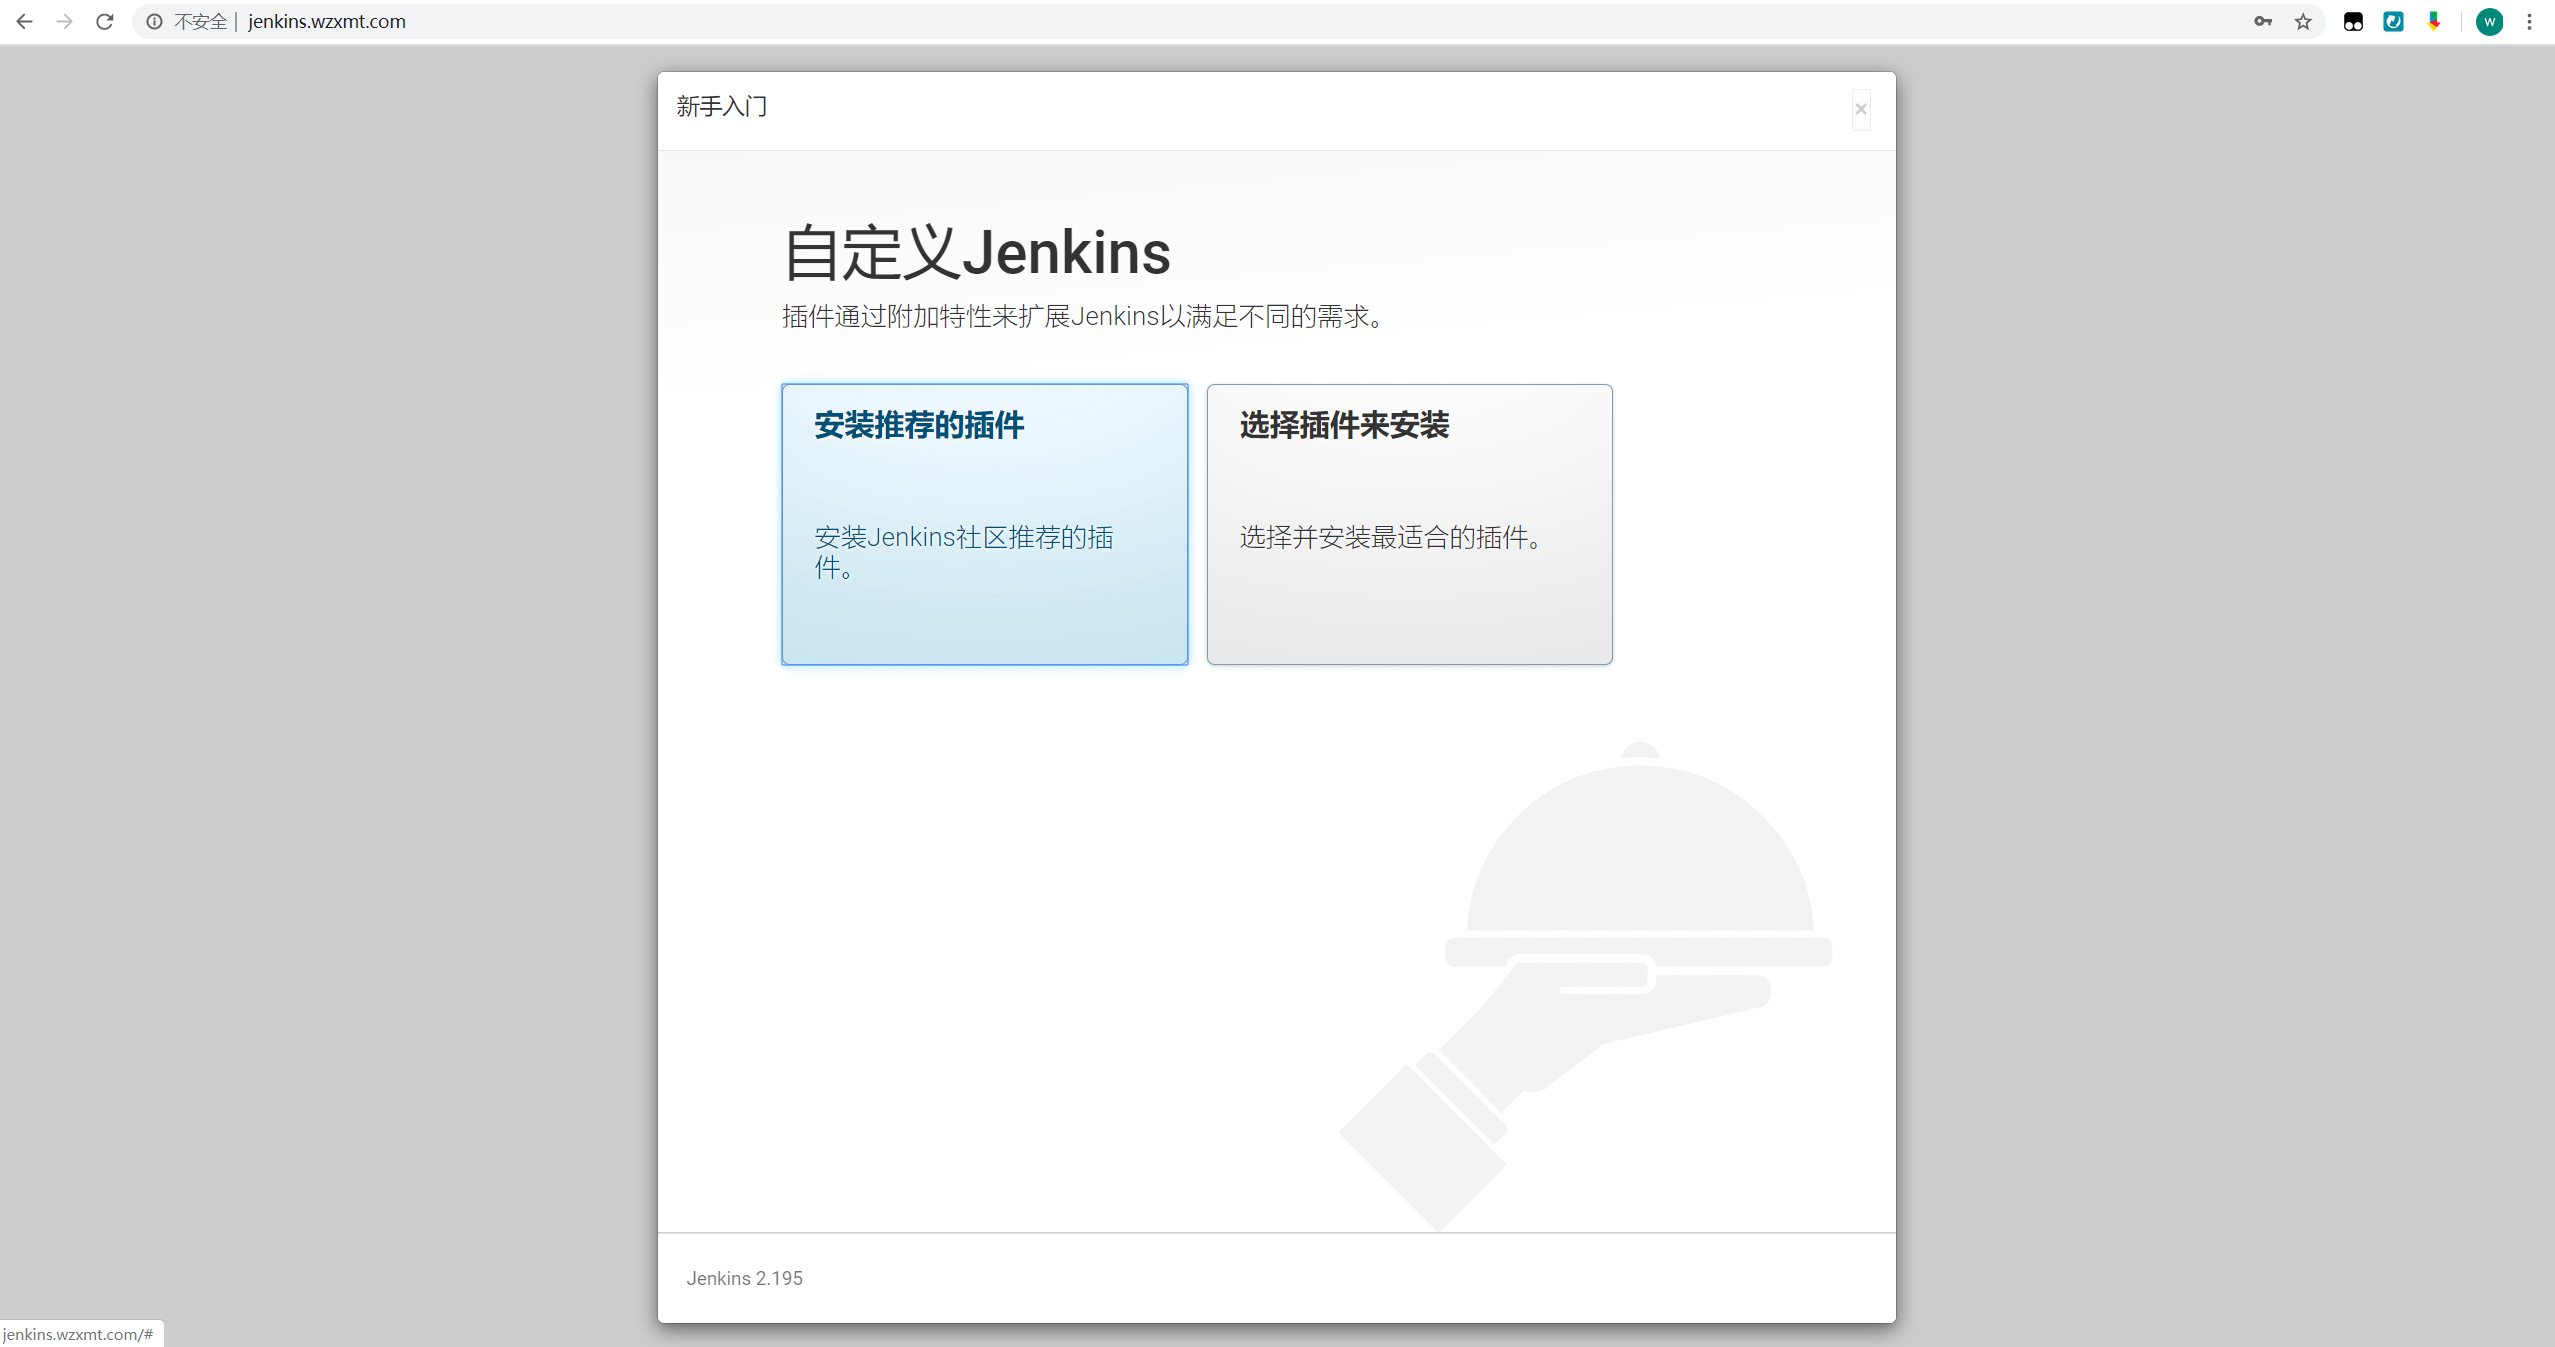 不安全 | jenkins.wzxmt.com
W
新手入门
×
自定义Jenkins
插件通过附加特性来扩展Jenkins以满足不同的需求。
安装推荐的插件
安装Jenkins社区推荐的插
件。
选择插件来安装
选择并安装最适合的插件。
Jenkins 2.195
jenkins.wzxmt.com/#